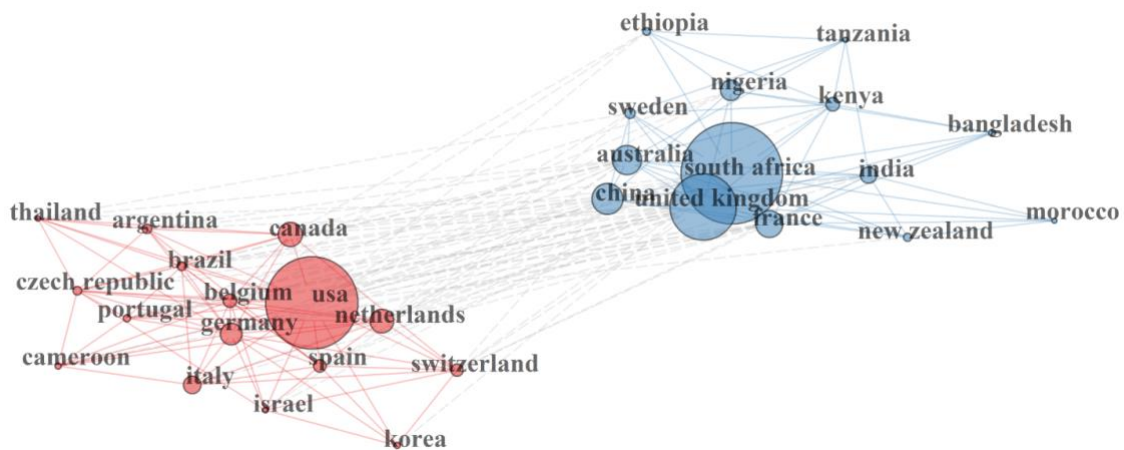 ethiopia
tanzania
nigeria
kenya
sweden
bangladesh
australia
south africa
india
china
united kingdom
france
morocco
new zealand
thailand
argentina
canada
brazil
czech republic
belgium
usa
portugal
germany
netherlands
cameroon
spain
switzerland
italy
israel
korea